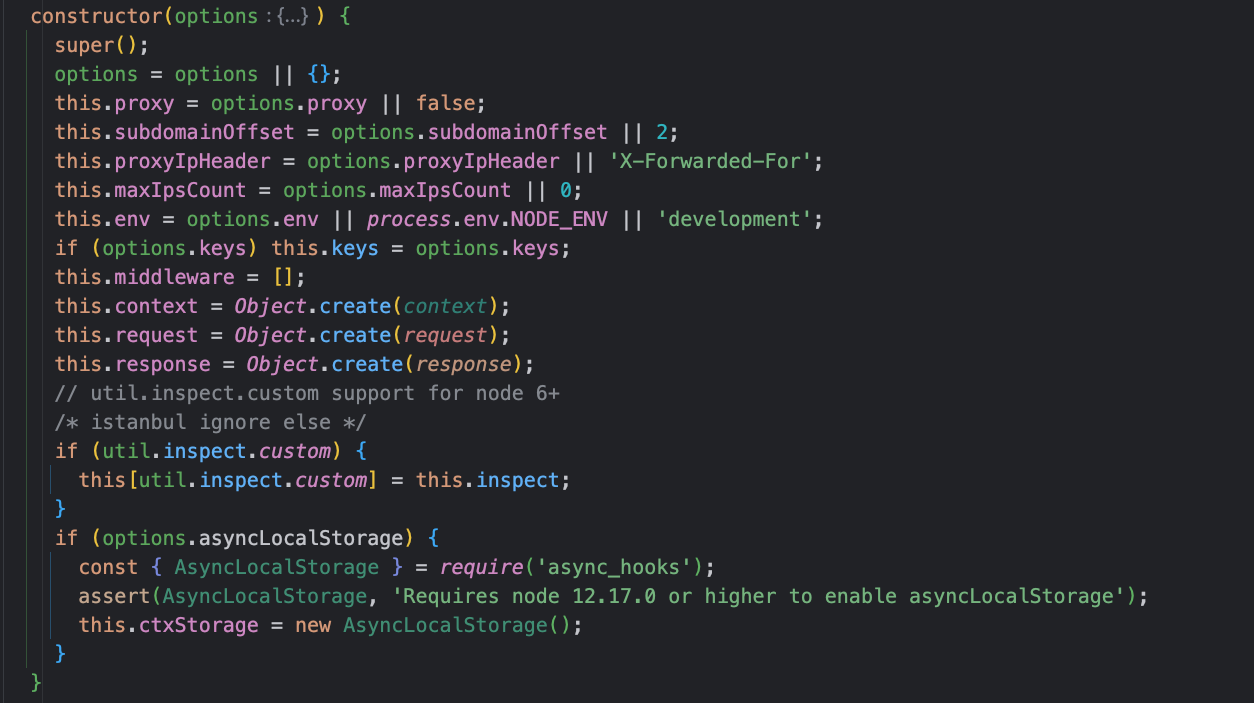 constructor(options : {...} ) {
super();
options = options || {};
this.proxy = options.proxy || false;
this.subdomainOffset = options.subdomainOffset || 2;
this.proxyIpHeader = options.proxyIpHeader || 'X-Forwarded-For';
this.maxIpsCount = options.maxIpsCount || 0;
this.env = options.env || process.env.NODE_ENV || 'development';
if (options.keys) this.keys = options.keys;
this.middleware = [];
this.context = Object.create(context);
this.request = Object.create(request);
this.response = Object.create(response);
// util.inspect.custom support for node 6+
/* istanbul ignore else */
if (util.inspect.custom) {
this[util.inspect.custom] = this.inspect;
}
if (options.asyncLocalStorage) {
const { AsyncLocalStorage } = require('async_hooks');
assert(AsyncLocalStorage, 'Requires node 12.17.0 or higher to enable asyncLocalStorage');
this.ctxStorage = new AsyncLocalStorage();
}
}